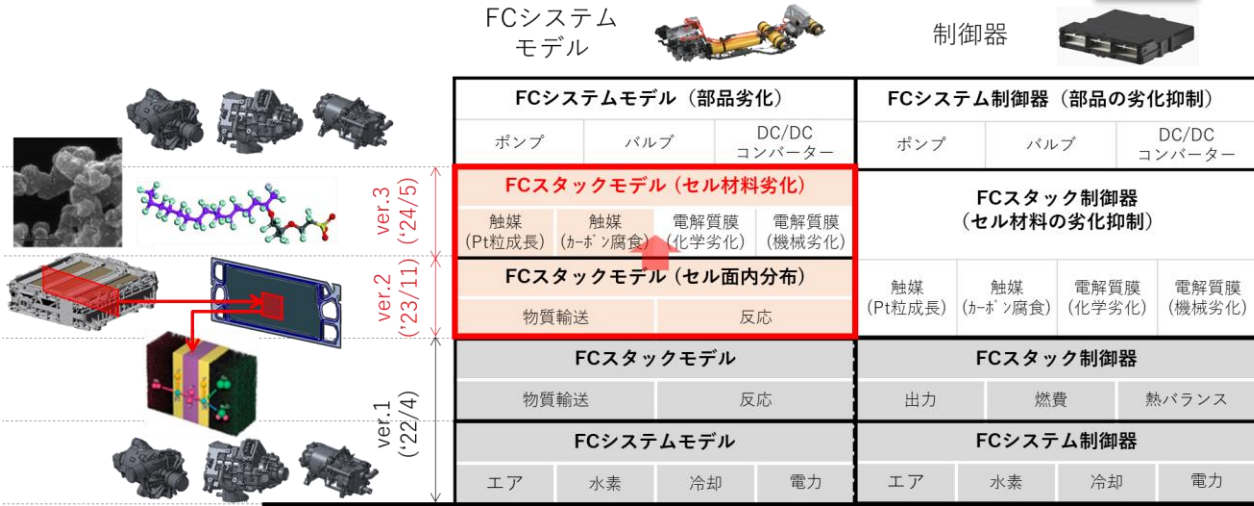 FCシステム
モデル
制御器
FCシステムモデル（部品劣化）
ポンプ
バルブ
DC/DC
コンバーター
FCシステム制御器（部品の劣化抑制）
ポンプ
バルブ
DC/DC
コンバーター
ver.3
(‘24/5)
FCスタックモデル（セル材料劣化）
触媒
(Pt粒成長)
触媒
(ｶｰﾎﾞﾝ腐食)
電解質膜
(化学劣化)
電解質膜
(機械劣化)
FCスタック制御器
(セル材料の劣化抑制)
ver.2
(‘23/11)
FCスタックモデル（セル面内分布）
物質輸送
反応
触媒
(Pt粒成長)
触媒
(ｶｰﾎﾞﾝ腐食)
電解質膜
(化学劣化)
電解質膜
(機械劣化)
ver.1
(‘22/4)
FCスタックモデル
物質輸送
反応
FCスタック制御器
出力
燃費
熱バランス
FCシステムモデル
エア
水素
冷却
電力
FCシステム制御器
エア
水素
冷却
電力